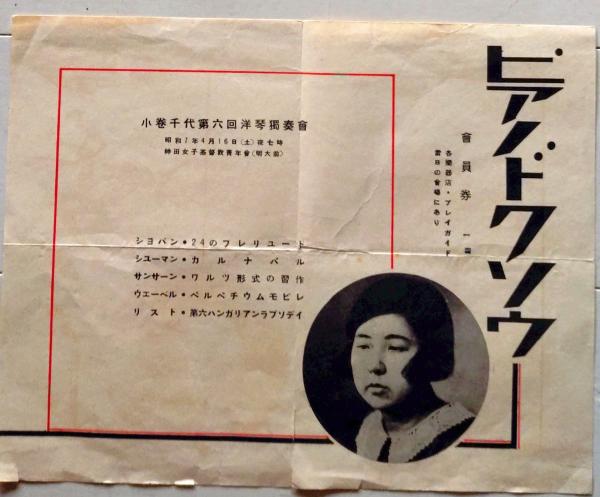 ピアノドクソウ
會員券 一圓
各樂器店・プレイガイド
當日の會場にあり
小巻千代第六回洋琴獨奏會
昭和7年4月16日(土)夜七時
神田女子基督教靑年會(明大前)
シヨパン・24のプレリユード
シユーマン・カルナバル
サンサーン・ワルツ形式の習作
ウエーベル・ペルペチウムモビレ
リスト・第六ハンガリアンラプソデイ